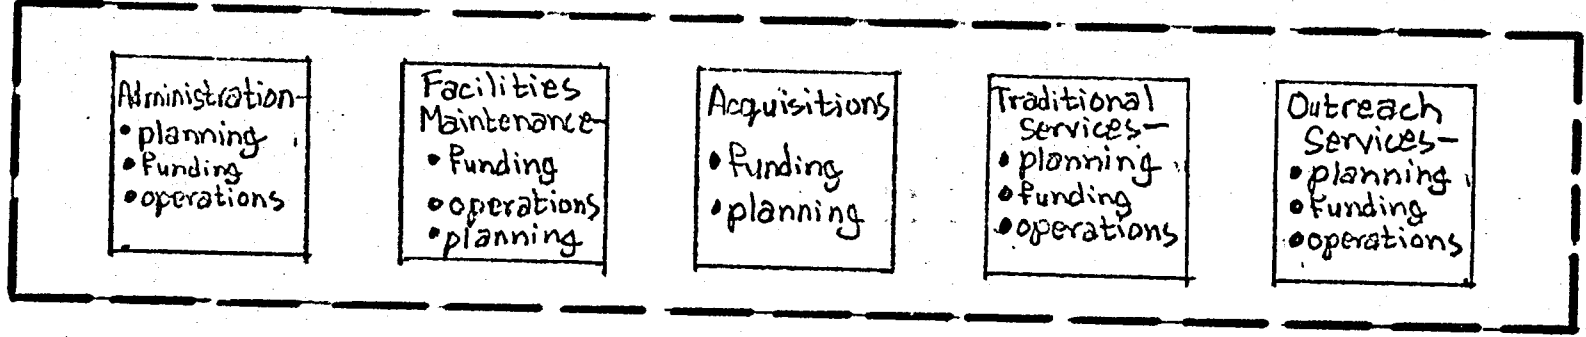 Administration-
• planning
• funding
• operations
Facilities
Maintenance-
• funding
• operations
• planning
Acquisitions
• funding
• planning
Traditional
Services-
• planning
• funding
• operations
Outreach
Services-
• planning
• funding
• operations